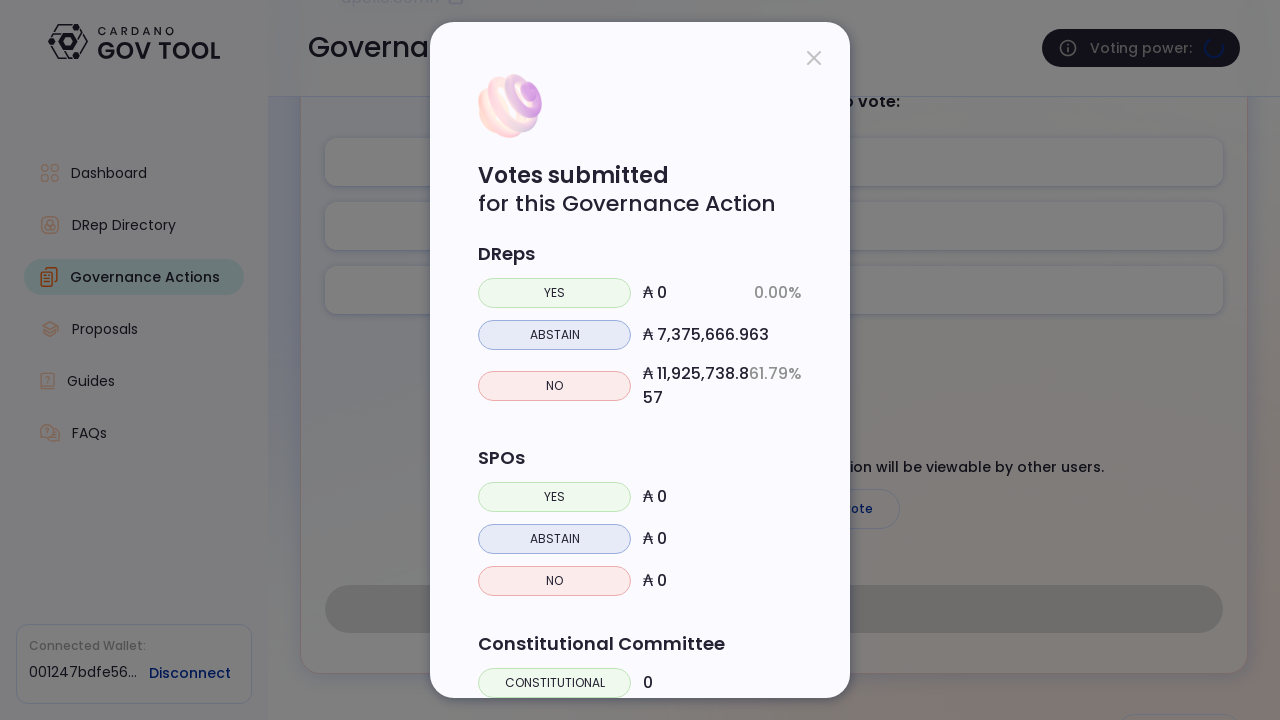 CARDANO
GOV TOOL
Governa
Voting power:
o vote:
Dashboard
DRep Directory
Governance Actions
Proposals
Guides
FAQs
Votes submitted
for this Governance Action
DReps
YES ₳ 0 0.00%
ABSTAIN ₳ 7,375,666.963
NO ₳ 11,925,738.8 61.79%
57
SPOs
YES ₳ 0
ABSTAIN ₳ 0
NO ₳ 0
Constitutional Committee
CONSTITUTIONAL 0
ion will be viewable by other users.
ote
Connected Wallet:
001247bdfe56... Disconnect